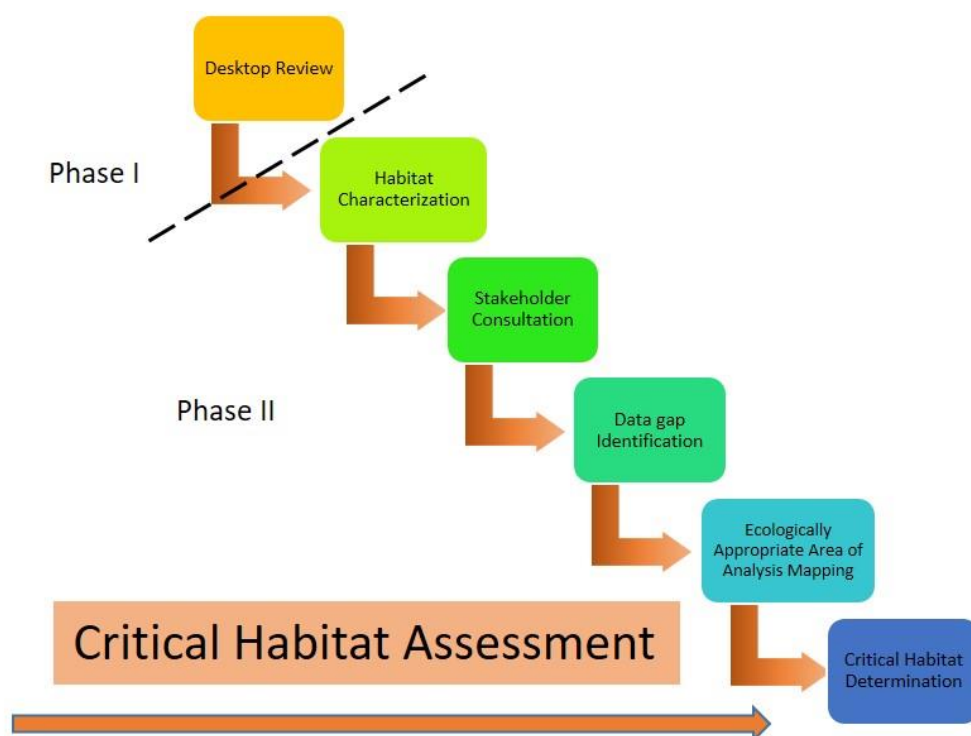 Desktop Review
Phase I
Habitat
Characterization
Stakeholder
Consultation
Phase II
Data gap
Identification
Ecologically
Appropriate Area of
Analysis Mapping
Critical Habitat Assessment
Critical Habitat
Determination